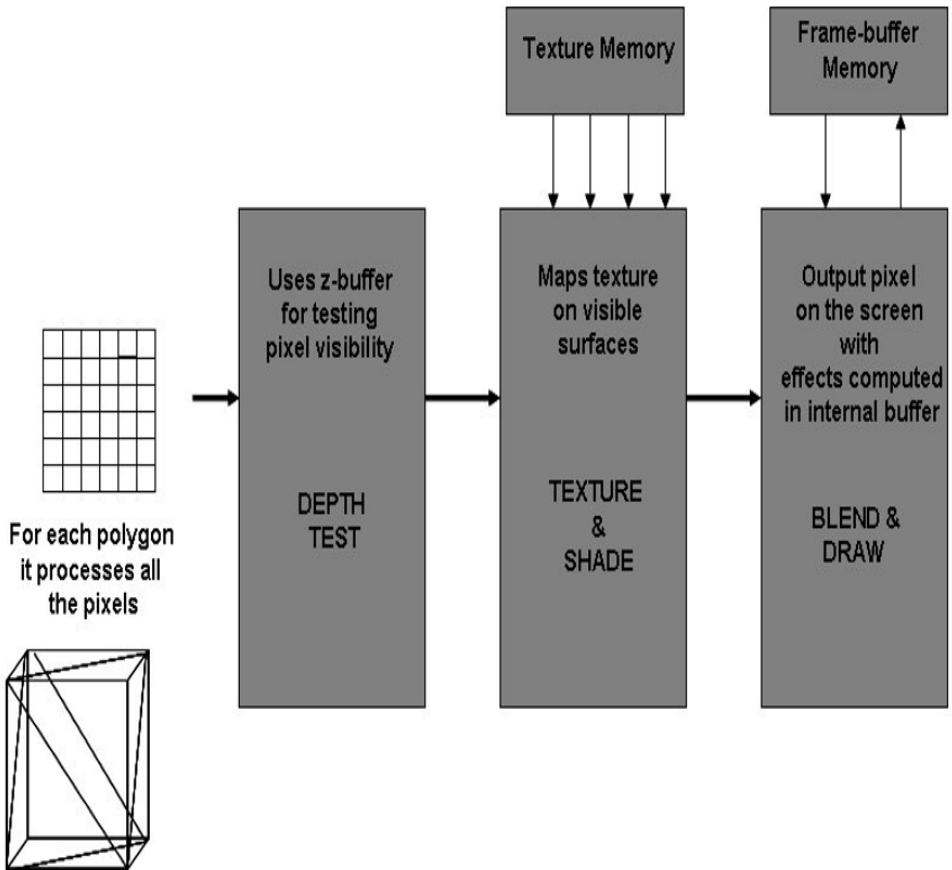 Texture Memory
Frame-buffer
Memory
Uses z-buffer
for testing
pixel visibility
DEPTH
TEST
Maps texture
on visible
surfaces
TEXTURE
&
SHADE
Output pixel
on the screen
with
effects computed
in internal buffer
BLEND &
DRAW
For each polygon
it processes all
the pixels